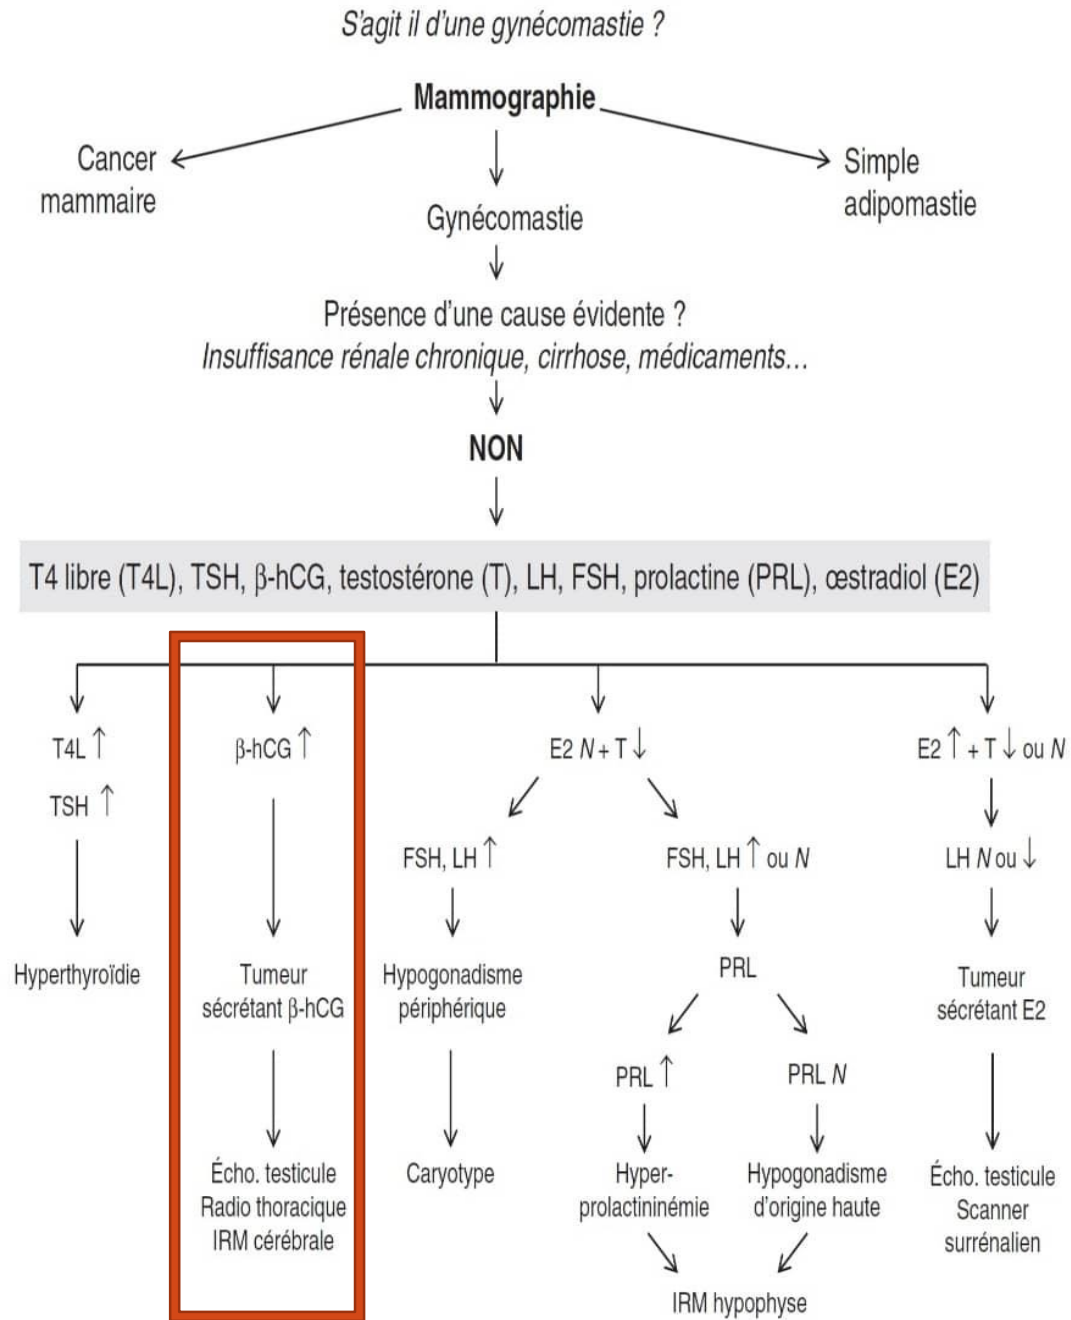 S'agit il d'une gynécomastie ?
Mammographie
Cancer
mammaire
Simple
adipomastie
Gynécomastie
Présence d'une cause évidente ?
Insuffisance rénale chronique, cirrhose, médicaments...
NON
T4 libre (T4L), TSH, β-hCG, testostérone (T), LH, FSH, prolactine (PRL), œstradiol (E2)
T4L ↑
TSH ↑
Hyperthyroïdie
β-hCG ↑
Tumeur
sécrétant β-hCG
Écho. testicule
Radio thoracique
IRM cérébrale
E2 N + T ↓
FSH, LH ↑
Hypogonadisme
périphérique
Caryotype
FSH, LH ↑ ou N
PRL
PRL ↑
Hyper-
prolactininémie
PRL N
Hypogonadisme
d'origine haute
IRM hypophyse
E2 ↑ + T ↓ ou N
LH N ou ↓
Tumeur
sécrétant E2
Écho. testicule
Scanner
surrénalien